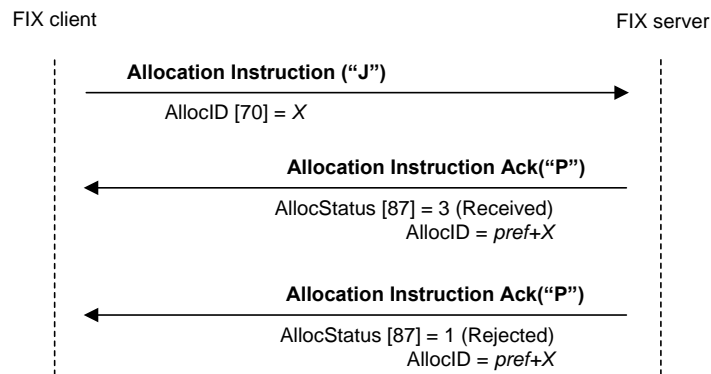 FIX client
FIX server
Allocation Instruction (“J”)
AllocID [70] = X
Allocation Instruction Ack(“P”)
AllocStatus [87] = 3 (Received)
AllocID = pref+X
Allocation Instruction Ack(“P”)
AllocStatus [87] = 1 (Rejected)
AllocID = pref+X